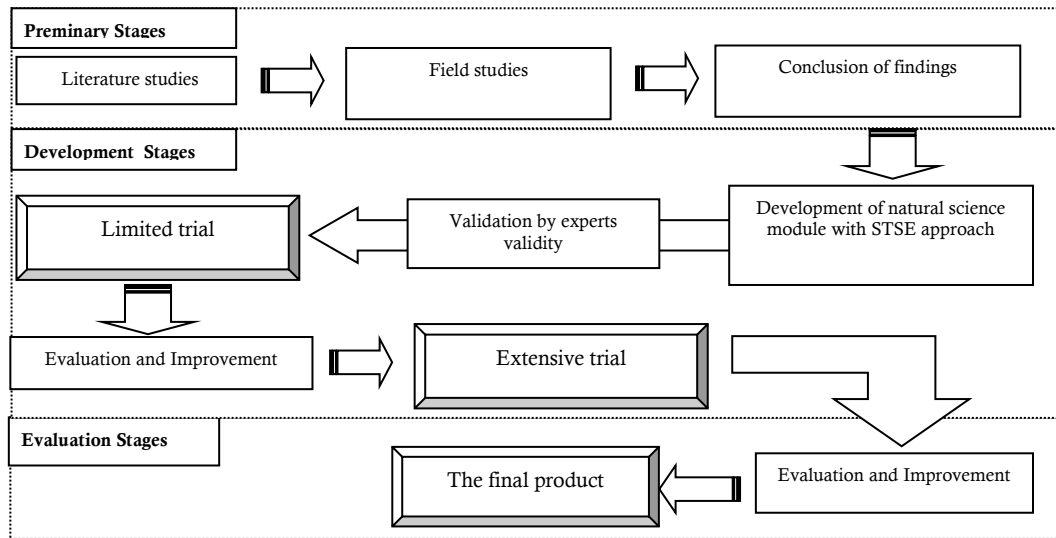 Preminary Stages
Literature studies
Field studies
Conclusion of findings
Development Stages
Development of natural science
module with STSE approach
Validation by experts
validity
Limited trial
Evaluation and Improvement
Extensive trial
Evaluation Stages
Evaluation and Improvement
The final product